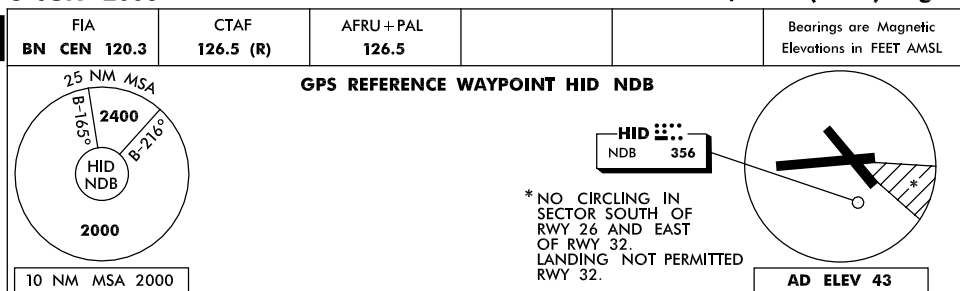 FIA
BN CEN 120.3
CTAF
126.5 (R)
AFRU+PAL
126.5
Bearings are Magnetic
Elevations in FEET AMSL
25 NM MSA
GPS REFERENCE WAYPOINT HID NDB
B-165°
2400
B-216°
HID
NDB
2000
10 NM MSA 2000
HID
NDB 356
* NO CIRCLING IN
SECTOR SOUTH OF
RWY 26 AND EAST
OF RWY 32.
LANDING NOT PERMITTED
RWY 32.
*
AD ELEV 43